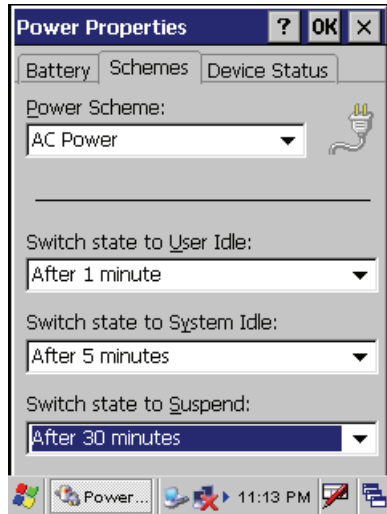 Power Properties ? OK ×
Battery Schemes Device Status
Power Scheme:
AC Power
Switch state to User Idle:
After 1 minute
Switch state to System Idle:
After 5 minutes
Switch state to Suspend:
After 30 minutes
Power... 11:13 PM